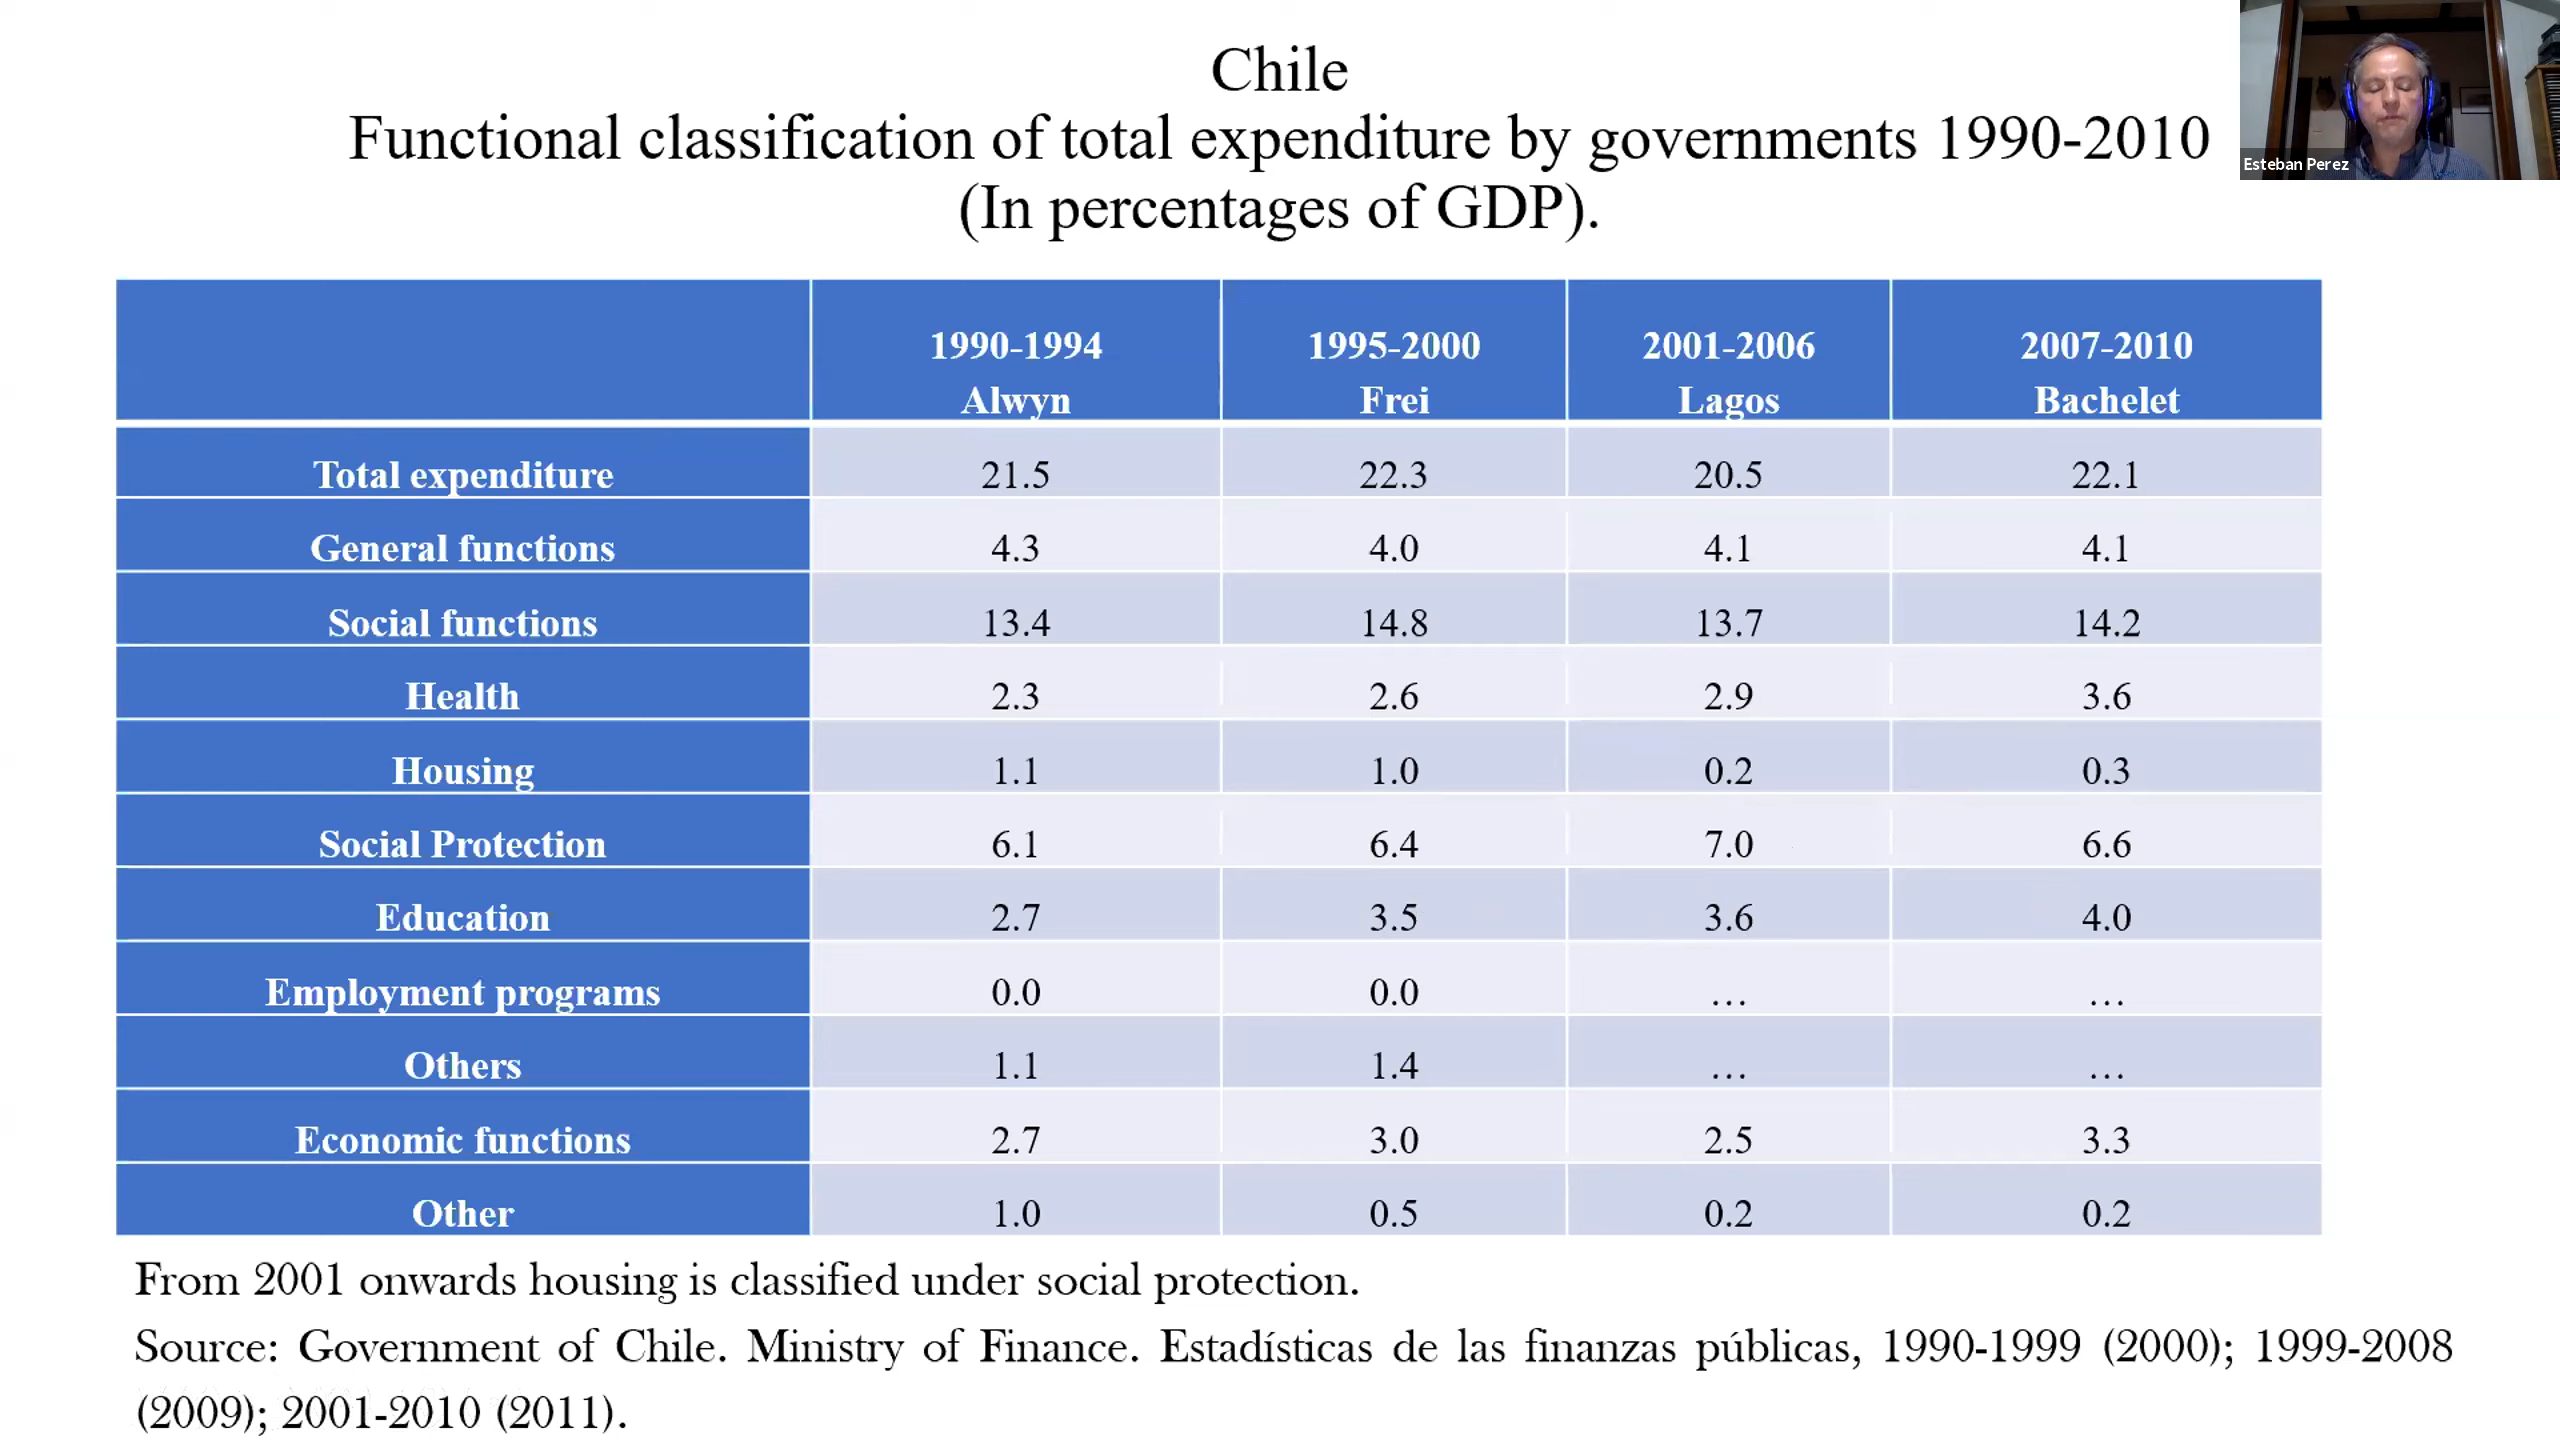 Chile
Functional classification of total expenditure by governments 1990-2010
(In percentages of GDP).
Esteban Perez
1990-1994 1995-2000 2001-2006 2007-2010
Alwyn Frei Lagos Bachelet
Total expenditure 21.5 22.3 20.5 22.1
General functions 4.3 4.0 4.1 4.1
Social functions 13.4 14.8 13.7 14.2
Health 2.3 2.6 2.9 3.6
Housing 1.1 1.0 0.2 0.3
Social Protection 6.1 6.4 7.0 6.6
Education 2.7 3.5 3.6 4.0
Employment programs 0.0 0.0 … …
Others 1.1 1.4 … …
Economic functions 2.7 3.0 2.5 3.3
Other 1.0 0.5 0.2 0.2
From 2001 onwards housing is classified under social protection.
Source: Government of Chile. Ministry of Finance. Estadísticas de las finanzas públicas, 1990-1999 (2000); 1999-2008
(2009); 2001-2010 (2011).